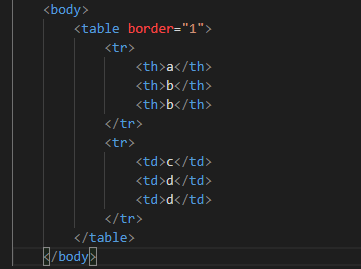 <body>
    <table border="1">
        <tr>
            <th>a</th>
            <th>b</th>
            <th>b</th>
        </tr>
        <tr>
            <td>c</td>
            <td>d</td>
            <td>d</td>
        </tr>
    </table>
</body>